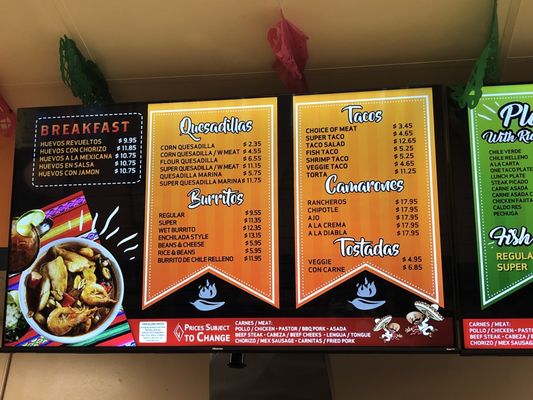 BREAKFAST
HUEVOS REVUELTOS $ 9.95
HUEVOS CON CHORIZO $ 11.85
HUEVOS A LA MEXICANA $ 10.75
HUEVOS EN SALSA $ 10.75
HUEVOS CON JAMON $ 10.75
Quesadillas
CORN QUESADILLA $ 2.35
CORN QUESADILLA / W MEAT $ 4.55
FLOUR QUESADILLA $ 6.55
SUPER QUESADILLA / W MEAT $ 11.15
QUESADILLA MARINA $ 5.75
SUPER QUESADILLA MARINA $ 11.75
Burritos
REGULAR $ 9.55
SUPER $ 11.35
WET BURRITO $ 12.35
ENCHILADA STYLE $ 13.15
BEANS & CHEESE $ 5.95
RICE & BEANS $ 5.95
BURRITO DE CHILE RELLENO $ 11.95
Tacos
CHOICE OF MEAT $ 3.45
SUPER TACO $ 4.65
TACO SALAD $ 12.65
FISH TACO $ 5.25
SHRIMP TACO $ 5.25
VEGGIE TACO $ 4.65
TORTA $ 11.25
Camarones
RANCHEROS $ 17.95
CHIPOTLE $ 17.95
AJO $ 17.95
A LA CREMA $ 17.95
A LA DIABLA $ 17.95
Tostadas
VEGGIE $ 4.95
CON CARNE $ 6.85
PRICES SUBJECT
TO CHANGE
CARNES / MEAT:
POLLO / CHICKEN - PASTOR / BBQ PORK - ASADA
BEEF STEAK - CABEZA / BEEF CHEEKS - LENGUA / TONGUE
CHORIZO / MEX SAUSAGE - CARNITAS / FRIED PORK
With Ric
CHILE VERDE
CHILE RELLENO
A LA CARTA
ONE TACO PLATE
LUNCH PLATE
STEAK PICADO
CARNE ASADA
CARNE ASADA
CHICKEN FAJITA
CALDO RES
PECHUGA
Fish
REGULAR
SUPER
CARNES / MEAT:
POLLO / CHICKEN - PASTOR /
BEEF STEAK - CABEZA / BEEF
CHORIZO / MEX SAUSAGE -